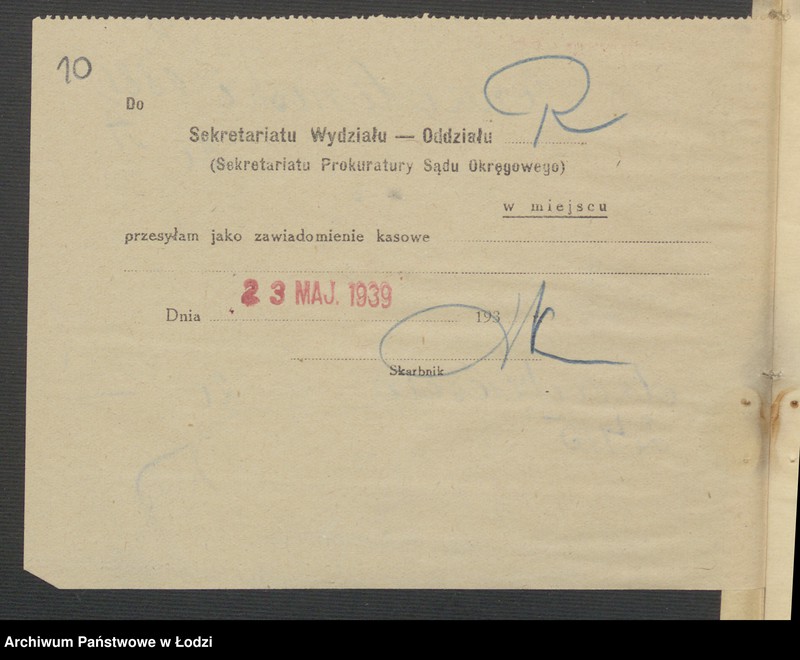 10
Do
Sekretariatu Wydziału — Oddziału R
(Sekretariatu Prokuratury Sądu Okręgowego)
w miejscu
przesyłam jako zawiadomienie kasowe
23 MAJ. 1939
Dnia 193
Skarbnik
Archiwum Państwowe w Łodzi